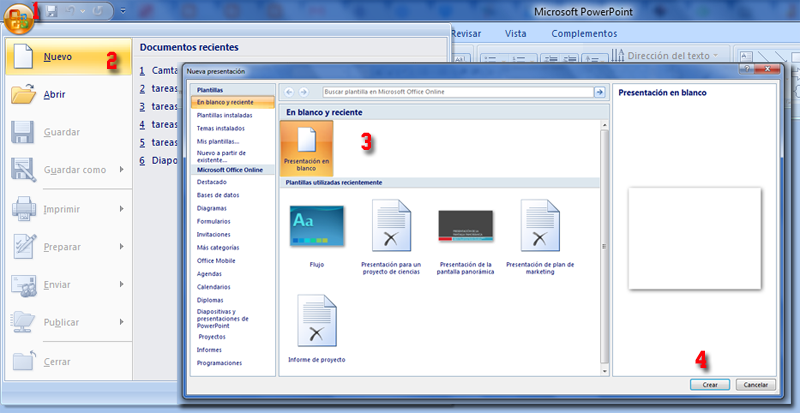 1
Microsoft PowerPoint
Revisar Vista Complementos
Dirección del texto
Nuevo
2
Abrir
Guardar
Guardar como
Imprimir
Preparar
Enviar
Publicar
Cerrar
Documentos recientes
1 Camta
2 tareas
3 tareas
4 tareas
5 tareas
6 Diapo
Nueva presentación
Plantillas
En blanco y reciente
Plantillas instaladas
Temas instalados
Mis plantillas...
Nuevo a partir de
existente...
Microsoft Office Online
Destacado
Bases de datos
Diagramas
Formularios
Invitaciones
Más categorías
Office Mobile
Agendas
Calendarios
Diplomas
Diapositivas y
presentaciones de
PowerPoint
Proyectos
Informes
Programaciones
Buscar plantilla en Microsoft Office Online
En blanco y reciente
Presentación en
blanco
3
Plantillas utilizadas recientemente
Aa
Flujo
Presentación para un
proyecto de ciencias
Presentación de la
pantalla panorámica
Presentación de plan de
marketing
Informe de proyecto
Presentación en blanco
4
Crear Cancelar